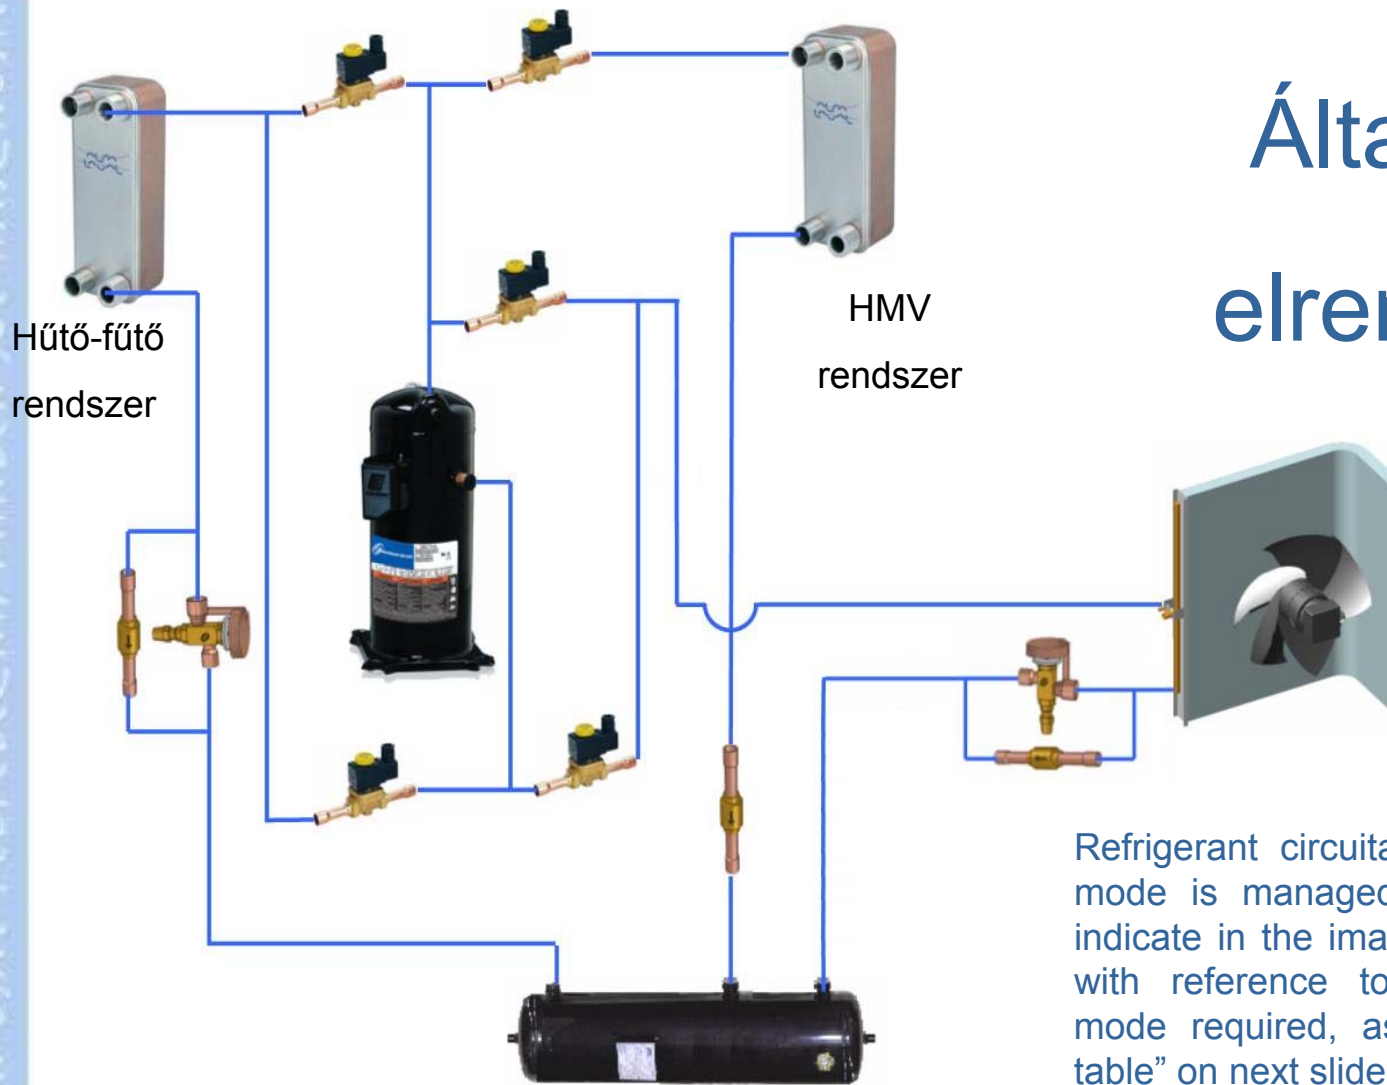 Álta
elrer
Hűtő-fűtő
rendszer
HMV
rendszer
Refrigerant circuita
mode is managed
indicate in the ima
with reference to
mode required, as
table” on next slide